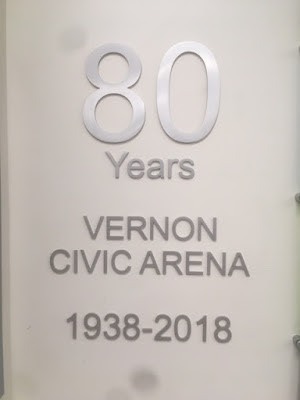 80
Years
VERNON
CIVIC ARENA
1938-2018